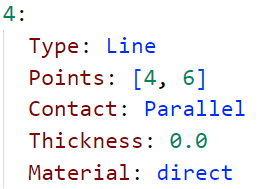 4:
Type: Line
Points: [4, 6]
Contact: Parallel
Thickness: 0.0
Material: direct